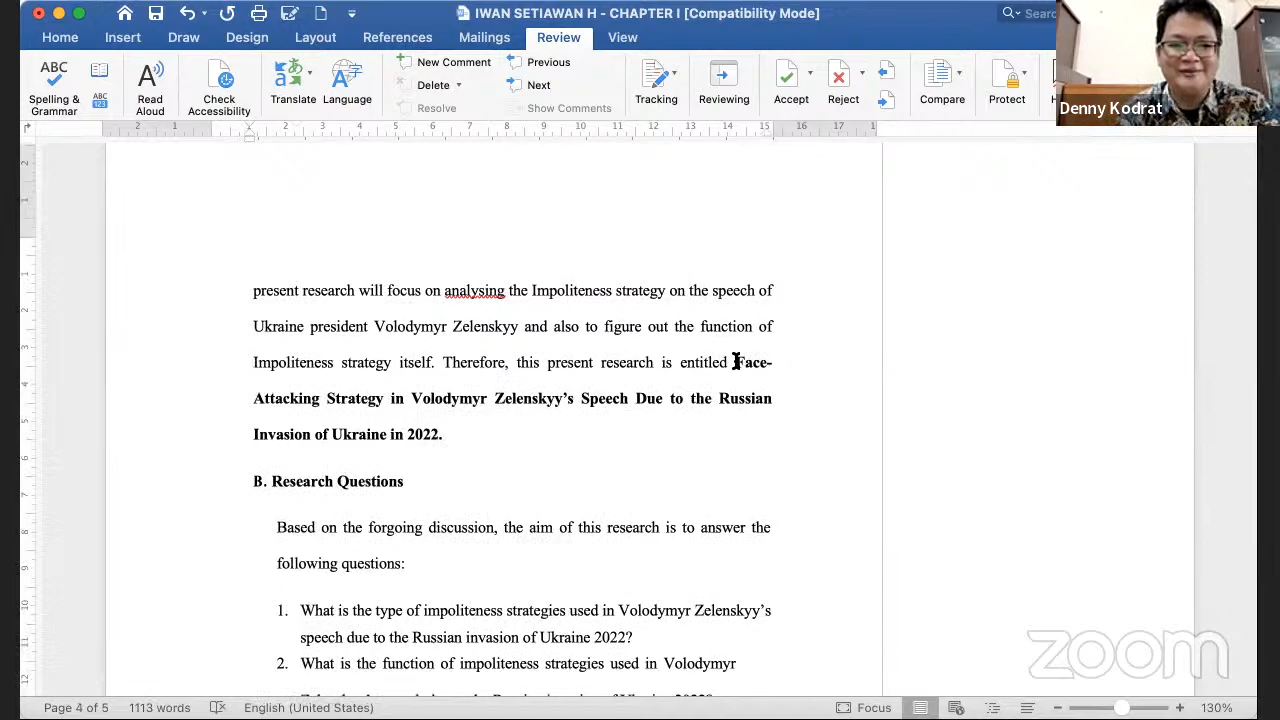 IWAN SETIAWAN H - CHAPTER I [Compatibility Mode]
Home Insert Draw Design Layout References Mailings Review View
Spelling & Grammar
Read Aloud
Check Accessibility
Translate
Language
New Comment
Delete
Resolve
Previous
Next
Show Comments
Tracking
Reviewing
Accept
Reject
Compare
Protect
Denny Kodrat
present research will focus on analysing the Impoliteness strategy on the speech of
Ukraine president Volodymyr Zelenskyy and also to figure out the function of
Impoliteness strategy itself. Therefore, this present research is entitled Face-
Attacking Strategy in Volodymyr Zelenskyy's Speech Due to the Russian
Invasion of Ukraine in 2022.
B. Research Questions
Based on the forgoing discussion, the aim of this research is to answer the
following questions:
1. What is the type of impoliteness strategies used in Volodymyr Zelenskyy's
speech due to the Russian invasion of Ukraine 2022?
2. What is the function of impoliteness strategies used in Volodymyr
zoom
Page 4 of 5 1113 words English (United States) Focus 130%